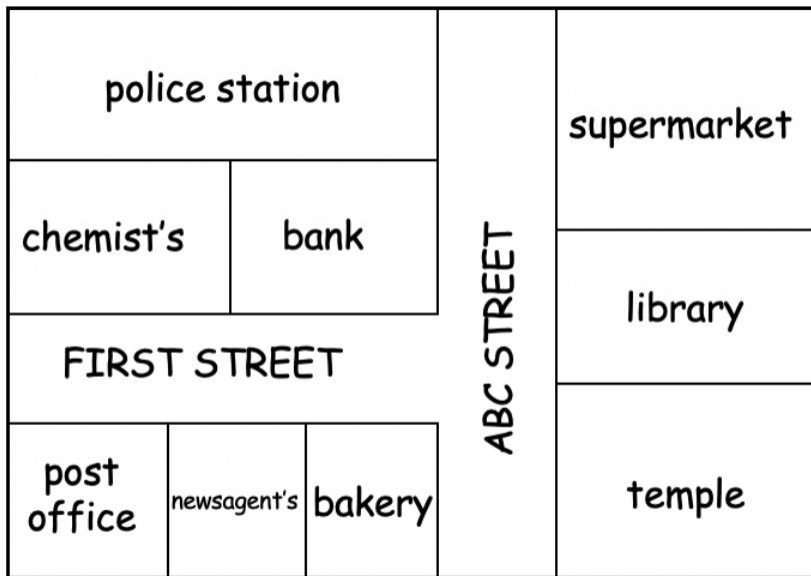 police station
supermarket
chemist's
bank
library
FIRST STREET
ABC STREET
post
office
newsagent's
bakery
temple